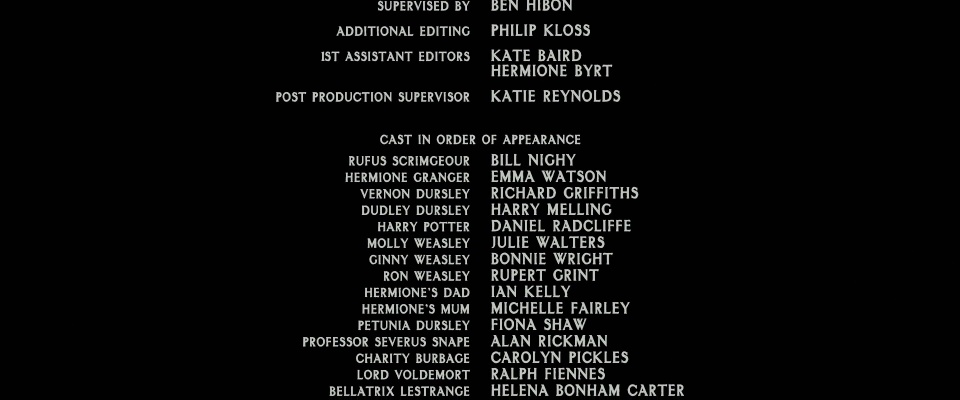 SUPERVISED BY BEN HIBON
ADDITIONAL EDITING PHILIP KLOSS
1ST ASSISTANT EDITORS KATE BAIRD
HERMIONE BYRT
POST PRODUCTION SUPERVISOR KATIE REYNOLDS
CAST IN ORDER OF APPEARANCE
RUFUS SCRIMGEOUR BILL NIGHY
HERMIONE GRANGER EMMA WATSON
VERNON DURSLEY RICHARD GRIFFITHS
DUDLEY DURSLEY HARRY MELLING
HARRY POTTER DANIEL RADCLIFFE
MOLLY WEASLEY JULIE WALTERS
GINNY WEASLEY BONNIE WRIGHT
RON WEASLEY RUPERT GRINT
HERMIONE'S DAD IAN KELLY
HERMIONE'S MUM MICHELLE FAIRLEY
PETUNIA DURSLEY FIONA SHAW
PROFESSOR SEVERUS SNAPE ALAN RICKMAN
CHARITY BURBAGE CAROLYN PICKLES
LORD VOLDEMORT RALPH FIENNES
BELLATRIX LESTRANGE HELENA BONHAM CARTER